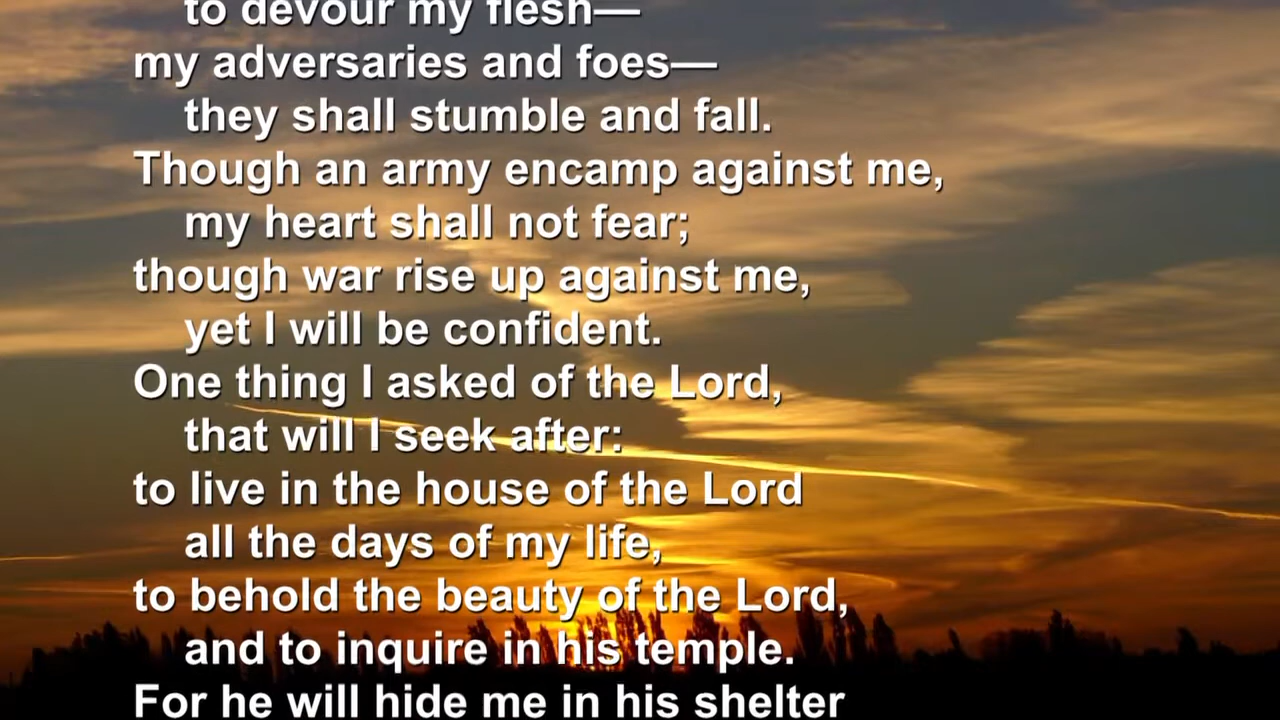 to devour my flesh—
my adversaries and foes—
they shall stumble and fall.
Though an army encamp against me,
my heart shall not fear;
though war rise up against me,
yet I will be confident.
One thing I asked of the Lord,
that will I seek after:
to live in the house of the Lord
all the days of my life,
to behold the beauty of the Lord,
and to inquire in his temple.
For he will hide me in his shelter